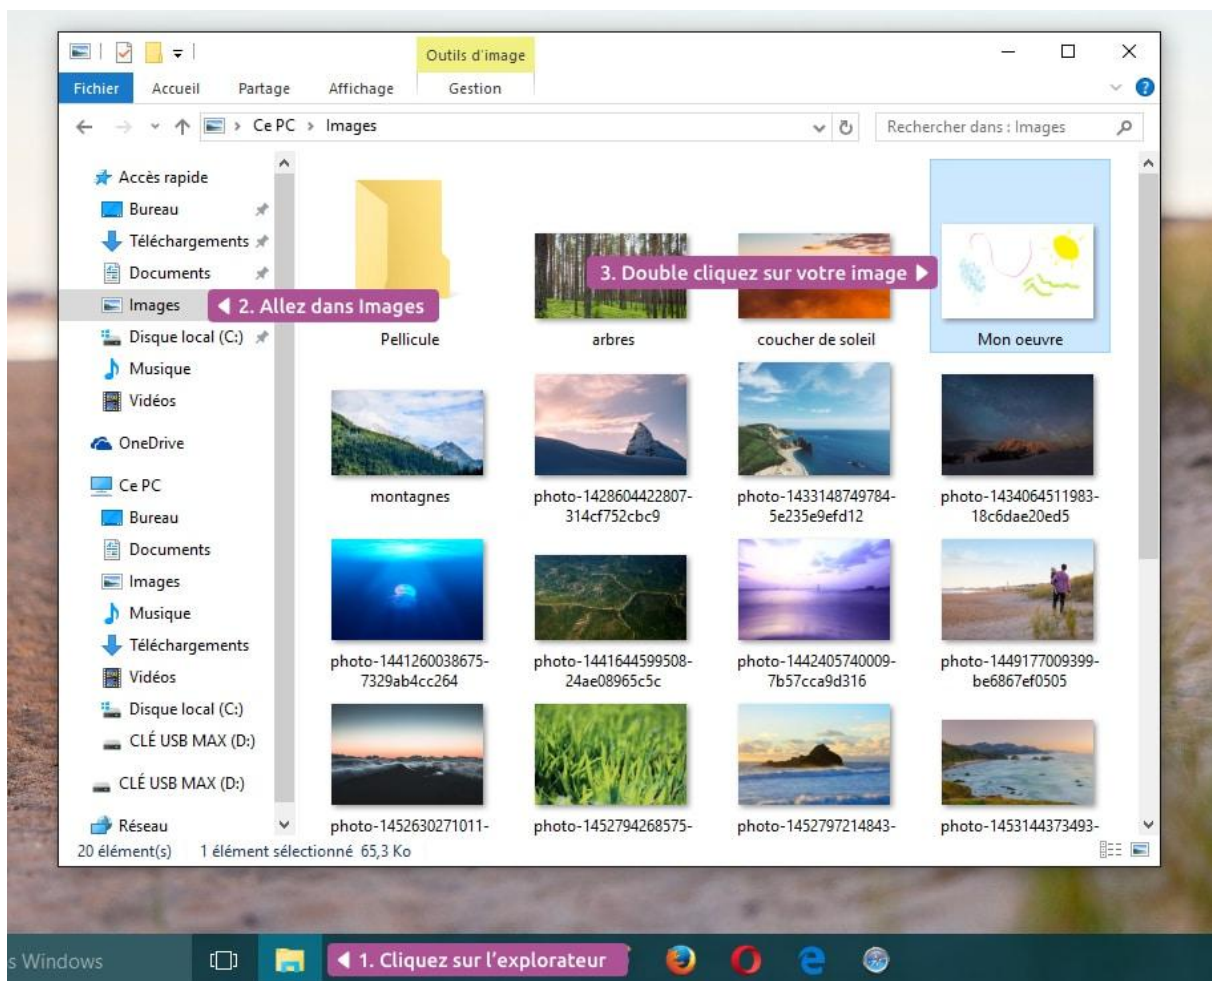 Outils d'image
Fichier
Accueil
Partage
Affichage
Gestion
Ce PC > Images
Rechercher dans : Images
Accès rapide
Bureau
Téléchargements
Documents
Images
2. Allez dans Images
Disque local (C:)
Musique
Vidéos
OneDrive
Ce PC
Bureau
Documents
Images
Musique
Téléchargements
Vidéos
Disque local (C:)
CLÉ USB MAX (D:)
CLÉ USB MAX (D:)
Réseau
3. Double cliquez sur votre image
Pellicule
arbres
coucher de soleil
Mon oeuvre
montagnes
photo-1428604422807-
314cf752cbc9
photo-1433148749784-
5e235e9efd12
photo-1434064511983-
18c6dae20ed5
photo-1441260038675-
7329ab4cc264
photo-1441644599508-
24ae08965c5c
photo-1442405740009-
7b57cca9d316
photo-1449177009399-
be6867ef0505
photo-1452630271011-
photo-1452794268575-
photo-1452797214843-
photo-1453144373493-
20 élément(s)
1 élément sélectionné 65,3 Ko
s Windows
1. Cliquez sur l'explorateur